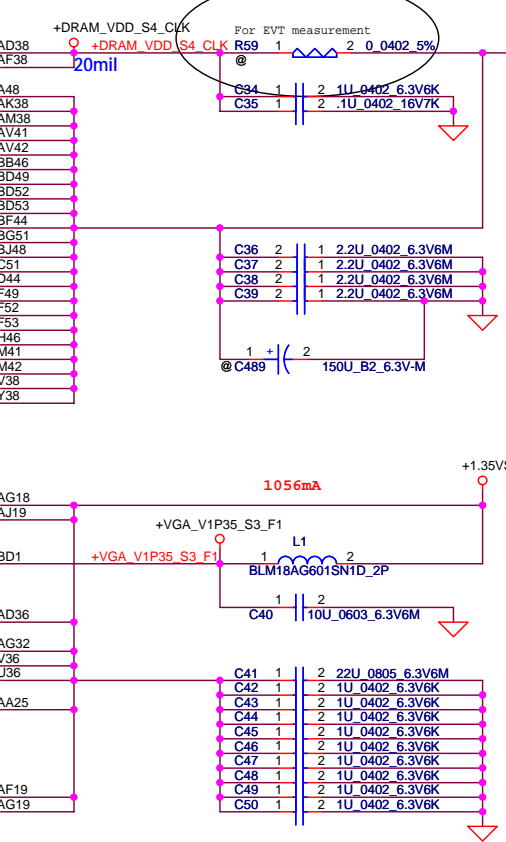 +DRAM_VDD_S4_CLK
For EVT measurement
AD38 +DRAM_VDD_S4_CLK R59 1 2 0_0402_5%
AF38 @
20mil
A48 C34 1 2 1U_0402_6.3V6K
AK38 C35 1 2 .1U_0402_16V7K
AM38
AV41
AV42
BB46
BD49
BD52
BD53
BF44
BG51
BJ48 C36 2 1 2.2U_0402_6.3V6M
C51 C37 2 1 2.2U_0402_6.3V6M
D44 C38 2 1 2.2U_0402_6.3V6M
F49 C39 2 1 2.2U_0402_6.3V6M
F52
F53
H46
M41 1 + 2
M42 @ C489 150U_B2_6.3V-M
V38
Y38
+1.35VS
1056mA
AG18
AJ19
+VGA_V1P35_S3_F1
L1
BD1 +VGA_V1P35_S3_F1 1 2
BLM18AG601SN1D_2P
1 2
AD36 C40 10U_0603_6.3V6M
AG32
V36
U36 C41 1 2 22U_0805_6.3V6M
C42 1 2 1U_0402_6.3V6K
AA25 C43 1 2 1U_0402_6.3V6K
C44 1 2 1U_0402_6.3V6K
C45 1 2 1U_0402_6.3V6K
C46 1 2 1U_0402_6.3V6K
C47 1 2 1U_0402_6.3V6K
C48 1 2 1U_0402_6.3V6K
AF19 C49 1 2 1U_0402_6.3V6K
AG19 C50 1 2 1U_0402_6.3V6K